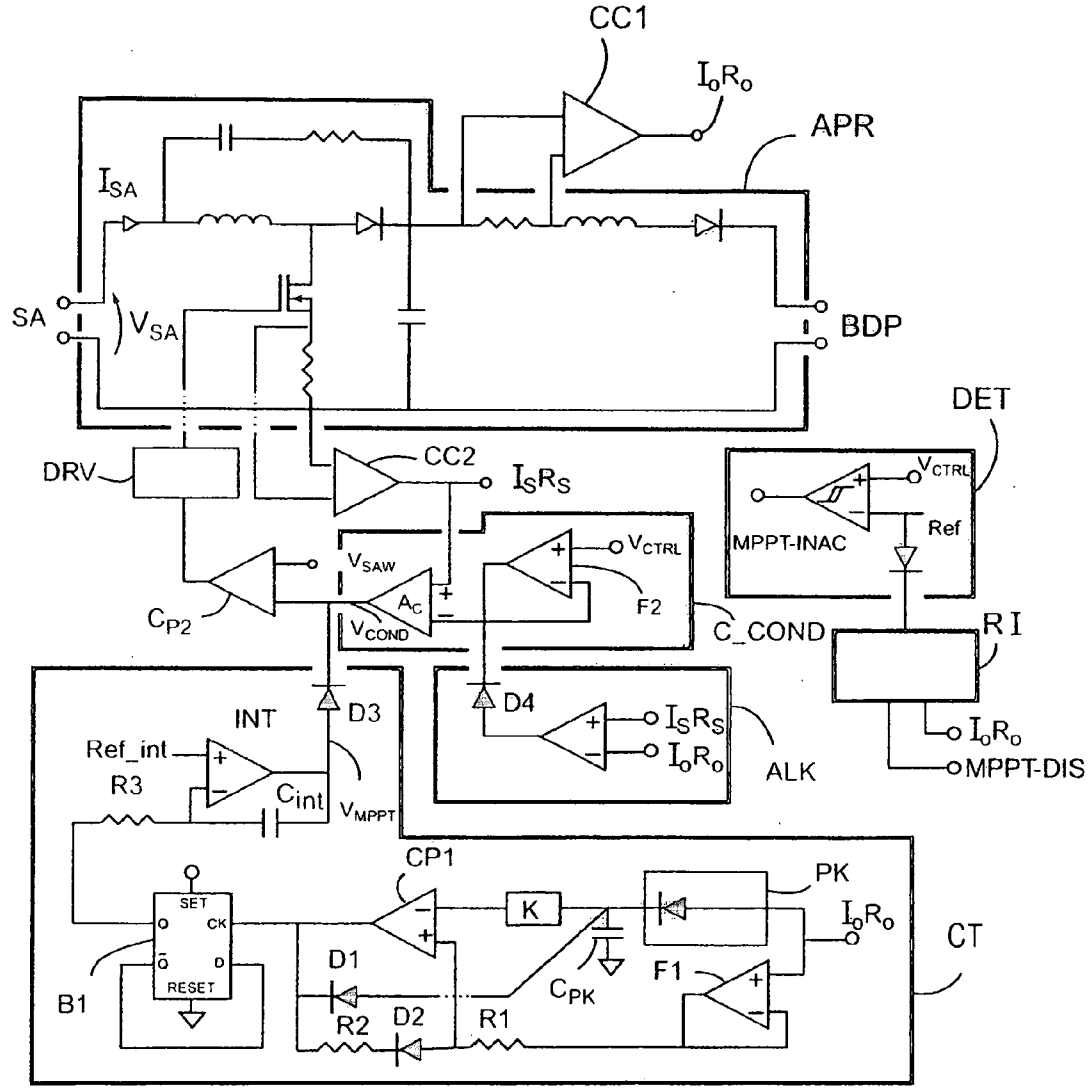 CC1
IoRo
APR
ISA
SA
VSA
BDP
DET
DRV
CC2
ISRS
VCTRL
Ref
MPPT-INAC
VSAW
VCTRL
AC
F2
CP2
VCOND
C_COND
RI
D3
D4
INT
ISRS
IoRo
IoRo
Ref_int
ALK
MPPT-DIS
R3
Cint
VMPPT
CP1
PK
SET
K
IoRo
Q
CK
CT
Q̅
D
D1
CPK
F1
B1
RESET
R2
D2
R1
+
−
+
−
+
−
+
−
+
−
+
−
+
−